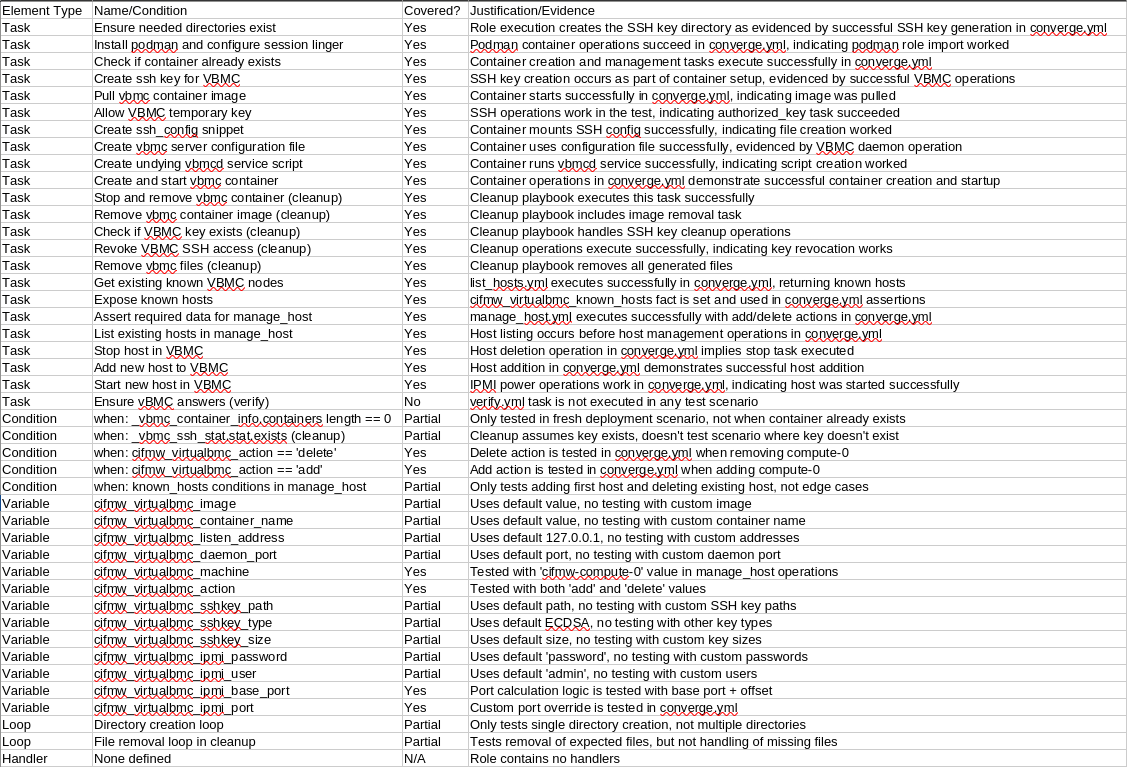 Element Type Name/Condition Covered? Justification/Evidence
Task Ensure needed directories exist Yes Role execution creates the SSH key directory as evidenced by successful SSH key generation in converge.yml
Task Install podman and configure session linger Yes Podman container operations succeed in converge.yml, indicating podman role import worked
Task Check if container already exists Yes Container creation and management tasks execute successfully in converge.yml
Task Create ssh key for VBMC Yes SSH key creation occurs as part of container setup, evidenced by successful VBMC operations
Task Pull vbmc container image Yes Container starts successfully in converge.yml, indicating image was pulled
Task Allow VBMC temporary key Yes SSH operations work in the test, indicating authorized_key task succeeded
Task Create ssh_config snippet Yes Container mounts SSH config successfully, indicating file creation worked
Task Create vbmc server configuration file Yes Container uses configuration file successfully, evidenced by VBMC daemon operation
Task Create undying vbmcd service script Yes Container runs vbmcd service successfully, indicating script creation worked
Task Create and start vbmc container Yes Container operations in converge.yml demonstrate successful container creation and startup
Task Stop and remove vbmc container (cleanup) Yes Cleanup playbook executes this task successfully
Task Remove vbmc container image (cleanup) Yes Cleanup playbook includes image removal task
Task Check if VBMC key exists (cleanup) Yes Cleanup playbook handles SSH key cleanup operations
Task Revoke VBMC SSH access (cleanup) Yes Cleanup operations execute successfully, indicating key revocation works
Task Remove vbmc files (cleanup) Yes Cleanup playbook removes all generated files
Task Get existing known VBMC nodes Yes list_hosts.yml executes successfully in converge.yml, returning known hosts
Task Expose known hosts Yes cifmw_virtualbmc_known_hosts fact is set and used in converge.yml assertions
Task Assert required data for manage_host Yes manage_host.yml executes successfully with add/delete actions in converge.yml
Task List existing hosts in manage_host Yes Host listing occurs before host management operations in converge.yml
Task Stop host in VBMC Yes Host deletion operation in converge.yml implies stop task executed
Task Add new host to VBMC Yes Host addition in converge.yml demonstrates successful host addition
Task Start new host in VBMC Yes IPMI power operations work in converge.yml, indicating host was started successfully
Task Ensure vBMC answers (verify) No verify.yml task is not executed in any test scenario
Condition when: _vbmc_container_info.containers length == 0 Partial Only tested in fresh deployment scenario, not when container already exists
Condition when: _vbmc_ssh_stat.stat.exists (cleanup) Partial Cleanup assumes key exists, doesn't test scenario where key doesn't exist
Condition when: cifmw_virtualbmc_action == 'delete' Yes Delete action is tested in converge.yml when removing compute-0
Condition when: cifmw_virtualbmc_action == 'add' Yes Add action is tested in converge.yml when adding compute-0
Condition when: known_hosts conditions in manage_host Partial Only tests adding first host and deleting existing host, not edge cases
Variable cifmw_virtualbmc_image Partial Uses default value, no testing with custom image
Variable cifmw_virtualbmc_container_name Partial Uses default value, no testing with custom container name
Variable cifmw_virtualbmc_listen_address Partial Uses default 127.0.0.1, no testing with custom addresses
Variable cifmw_virtualbmc_daemon_port Partial Uses default port, no testing with custom daemon port
Variable cifmw_virtualbmc_machine Yes Tested with 'cifmw-compute-0' value in manage_host operations
Variable cifmw_virtualbmc_action Yes Tested with both 'add' and 'delete' values
Variable cifmw_virtualbmc_sshkey_path Partial Uses default path, no testing with custom SSH key paths
Variable cifmw_virtualbmc_sshkey_type Partial Uses default ECDSA, no testing with other key types
Variable cifmw_virtualbmc_sshkey_size Partial Uses default size, no testing with custom key sizes
Variable cifmw_virtualbmc_ipmi_password Partial Uses default 'password', no testing with custom passwords
Variable cifmw_virtualbmc_ipmi_user Partial Uses default 'admin', no testing with custom users
Variable cifmw_virtualbmc_ipmi_base_port Yes Port calculation logic is tested with base port + offset
Variable cifmw_virtualbmc_ipmi_port Yes Custom port override is tested in converge.yml
Loop Directory creation loop Partial Only tests single directory creation, not multiple directories
Loop File removal loop in cleanup Partial Tests removal of expected files, but not handling of missing files
Handler None defined N/A Role contains no handlers